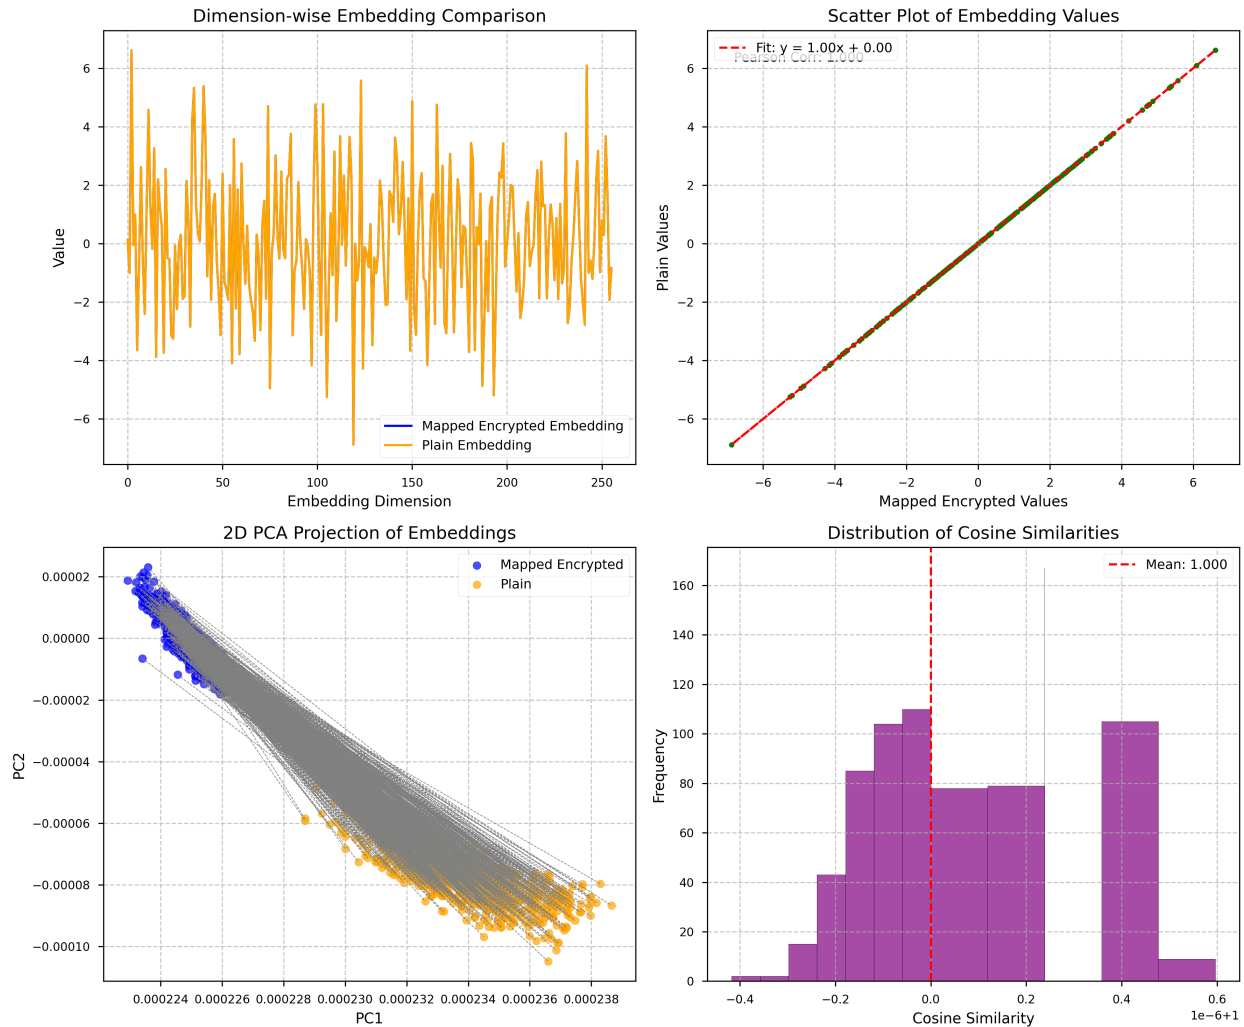 Dimension-wise Embedding Comparison
Value
6
4
2
0
−2
−4
−6
0
50
100
150
200
250
Embedding Dimension
Mapped Encrypted Embedding
Plain Embedding
Scatter Plot of Embedding Values
Fit: y = 1.00x + 0.00
Pearson Corr: 1.000
Plain Values
6
4
2
0
−2
−4
−6
−6
−4
−2
0
2
4
6
Mapped Encrypted Values
2D PCA Projection of Embeddings
Mapped Encrypted
Plain
PC2
0.00002
0.00000
−0.00002
−0.00004
−0.00006
−0.00008
−0.00010
0.000224
0.000226
0.000228
0.000230
0.000232
0.000234
0.000236
0.000238
PC1
Distribution of Cosine Similarities
Mean: 1.000
Frequency
160
140
120
100
80
60
40
20
0
−0.4
−0.2
0.0
0.2
0.4
0.6
1e−6+1
Cosine Similarity